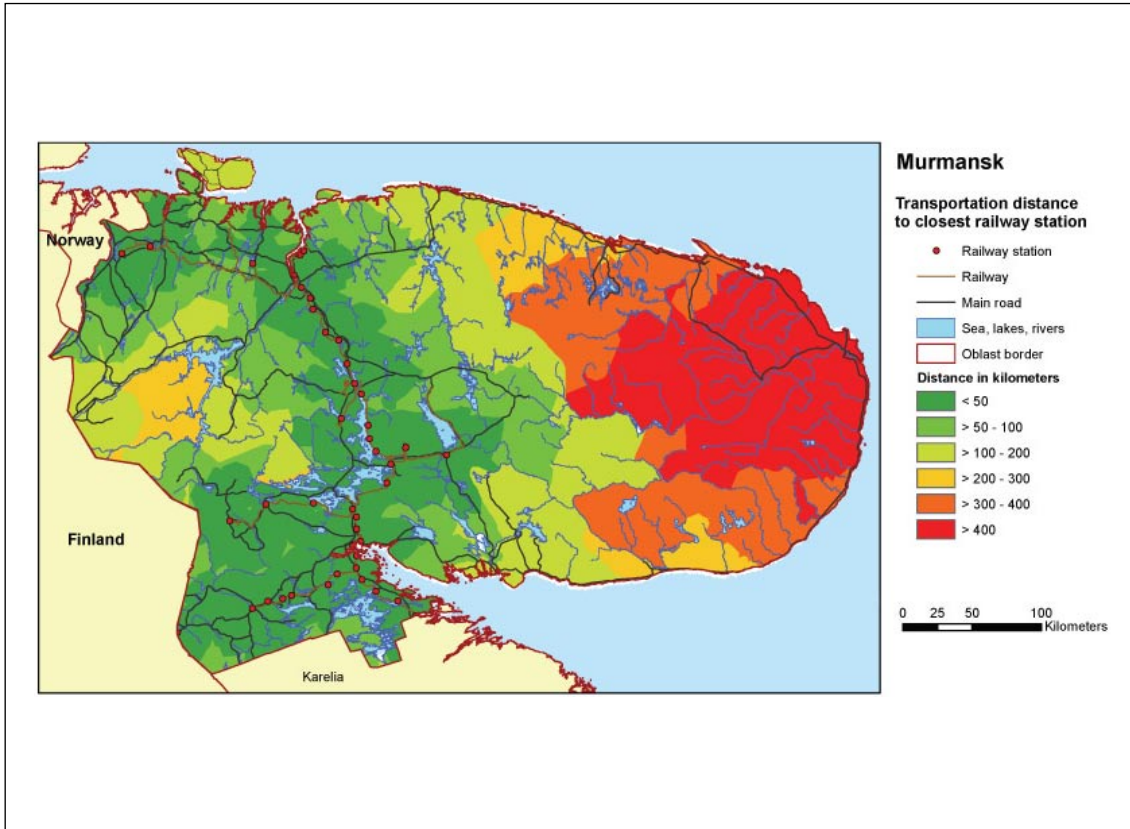 Norway
Finland
Karelia
Murmansk
Transportation distance
to closest railway station
Railway station
Railway
Main road
Sea, lakes, rivers
Oblast border
Distance in kilometers
< 50
> 50 - 100
> 100 - 200
> 200 - 300
> 300 - 400
> 400
0 25 50 100
Kilometers